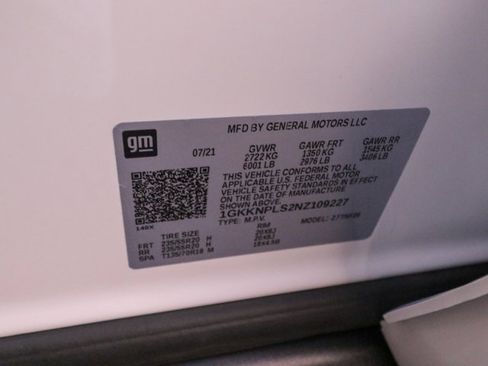 gm
MFD BY GENERAL MOTORS LLC
07/21 GVWR GAWR FRT GAWR RR
2722 KG 1350 KG 1545 KG
6001 LB 2976 LB 3406 LB
THIS VEHICLE CONFORMS TO ALL
APPLICABLE U.S. FEDERAL MOTOR
VEHICLE SAFETY STANDARDS IN EFFECT
ON THE DATE OF MANUFACTURE
SHOWN ABOVE.
1GKKNPLS2NZ109227
TYPE: M.P.V. MODEL:
TIRE SIZE RIM
FRT 235/55R20 H 20X8J
RR 235/55R20 H 20X8J
SPA T135/70R18 M 18X4.5B